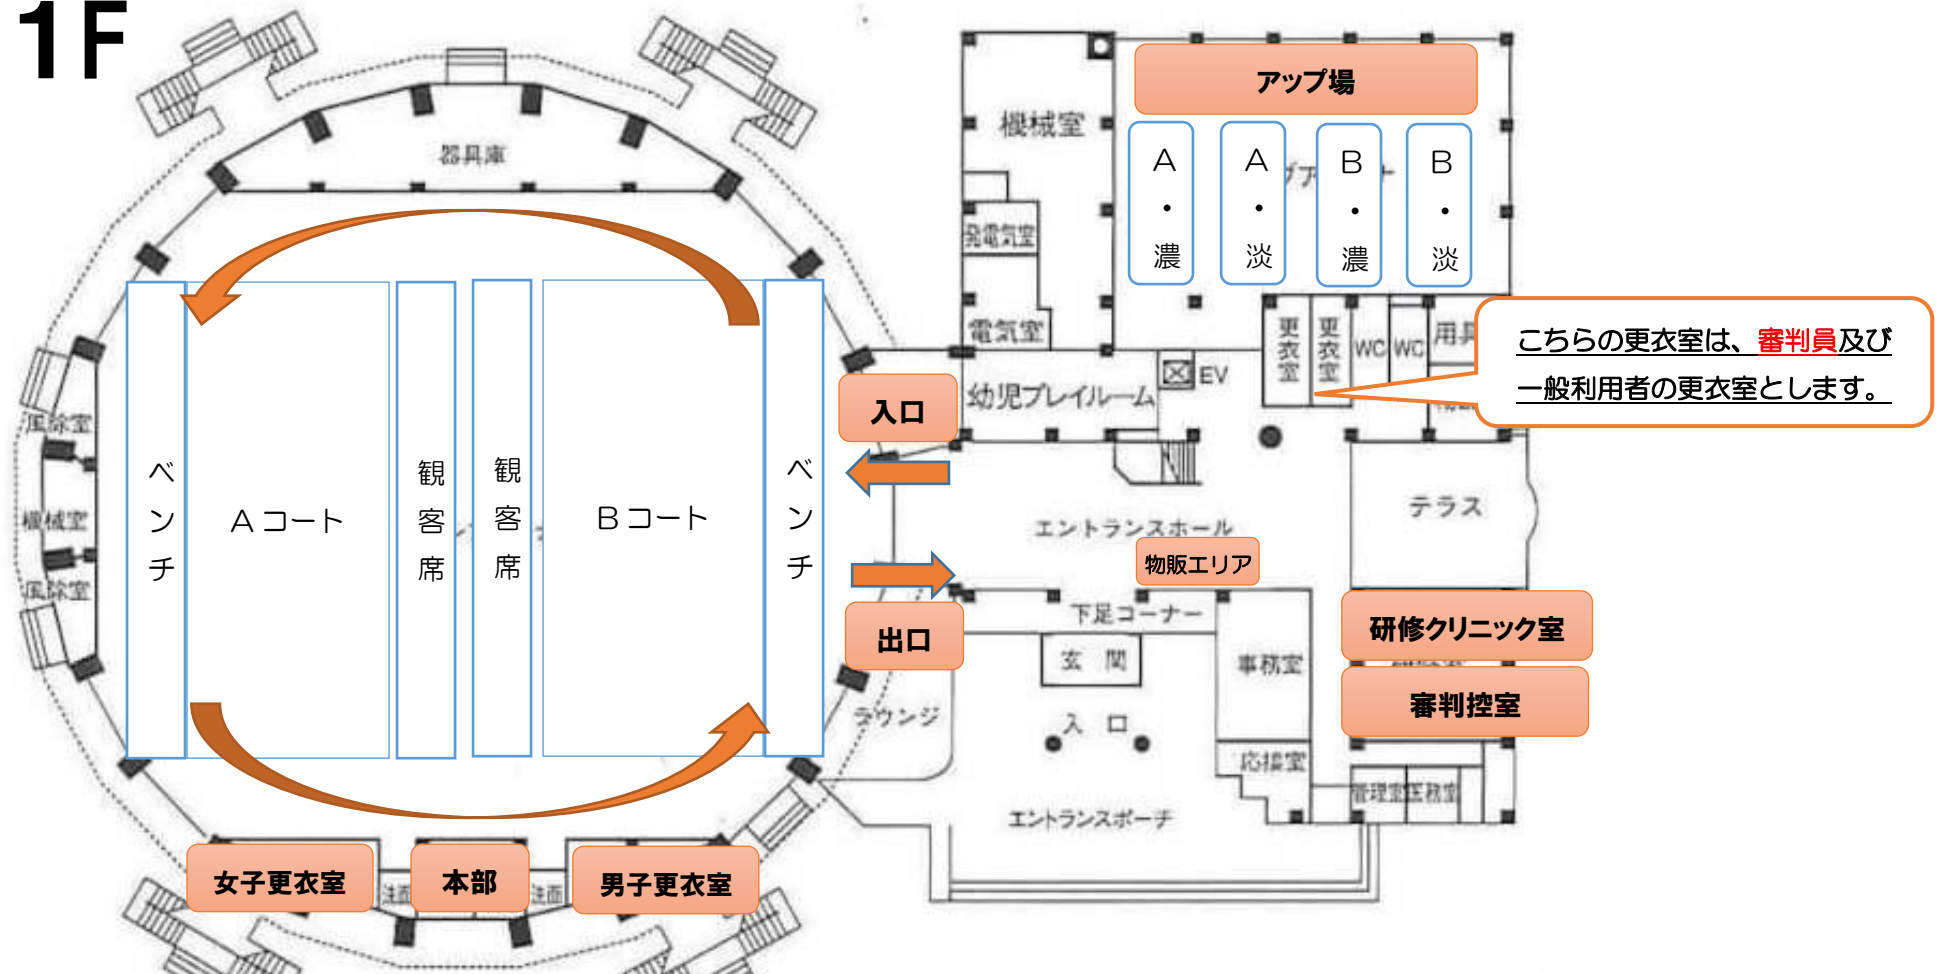 1F
アップ場
機械室
器具庫
A・濃
A・淡
B・濃
B・淡
発電気室
電気室
更衣室
更衣室
WC
WC
用具
こちらの更衣室は、審判員及び
一般利用者の更衣室とします。
EV
幼児プレイルーム
入口
風除室
ベンチ
Aコート
観客席
観客席
Bコート
ベンチ
機械室
風除室
エントランスホール
テラス
物販エリア
出口
下足コーナー
玄関
事務室
研修クリニック室
審判控室
ラウンジ
入口
応接室
管理室
医務室
エントランスポーチ
女子更衣室
洗面
本部
洗面
男子更衣室